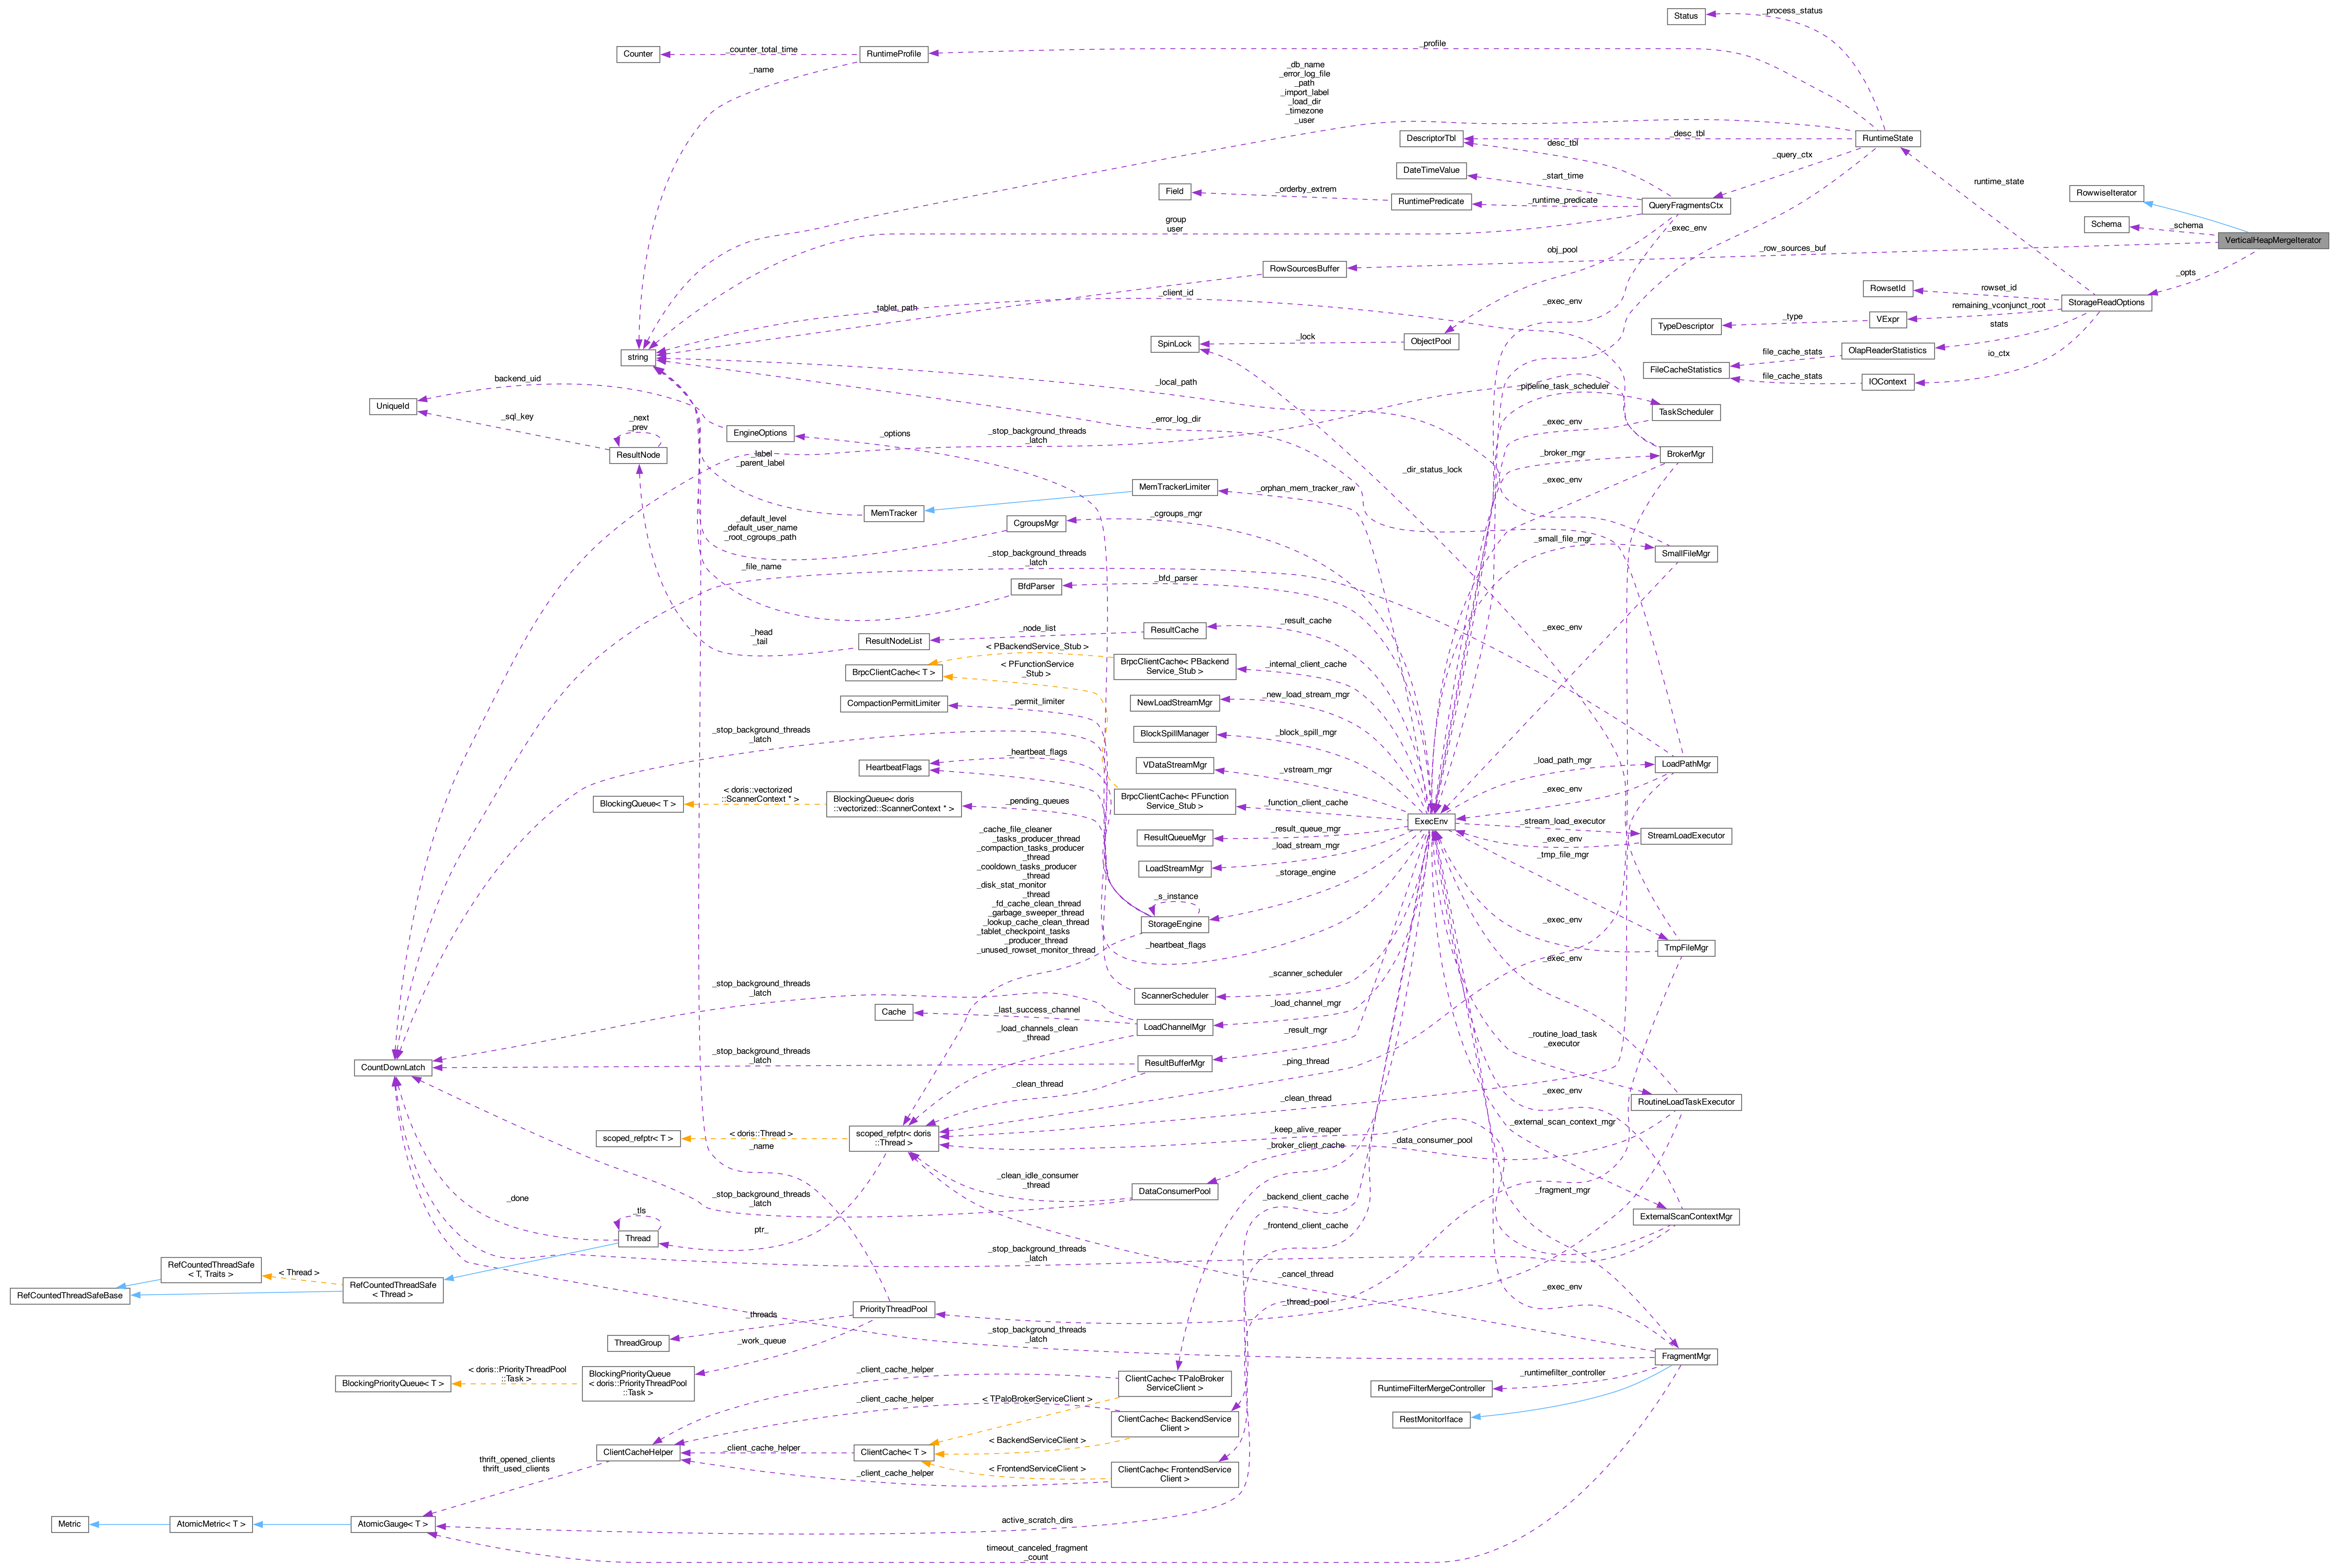 Status
_process_status
Counter
_counter_total_time
RuntimeProfile
_profile
_name
_db_name
_error_log_file
_path
_import_label
_load_dir
_timezone
_user
DescriptorTbl
_desc_tbl
desc_tbl
RuntimeState
_query_ctx
DateTimeValue
_start_time
runtime_state
Field
_orderby_extrem
RuntimePredicate
_runtime_predicate
QueryFragmentsCtx
RowwiseIterator
group
user
_exec_env
Schema
_schema
VerticalHeapMergeIterator
obj_pool
_row_sources_buf
RowSourcesBuffer
_opts
_client_id
RowsetId
rowset_id
StorageReadOptions
_tablet_path
_exec_env
remaining_vconjunct_root
TypeDescriptor
_type
VExpr
stats
SpinLock
_lock
ObjectPool
string
file_cache_stats
OlapReaderStatistics
io_ctx
FileCacheStatistics
file_cache_stats
IOContext
backend_uid
_local_path
_pipeline_task_scheduler
UniqueId
_sql_key
_next
_prev
EngineOptions
_options
_stop_background_threads
_latch
_error_log_dir
TaskScheduler
_exec_env
ResultNode
_label
_parent_label
_broker_mgr
BrokerMgr
_dir_status_lock
_exec_env
MemTrackerLimiter
_orphan_mem_tracker_raw
MemTracker
_default_level
_default_user_name
_root_cgroups_path
CgroupsMgr
_cgroups_mgr
_small_file_mgr
SmallFileMgr
_file_name
_stop_background_threads
_latch
BfdParser
_bfd_parser
_head
_tail
ResultNodeList
_node_list
ResultCache
_result_cache
_exec_env
BrpcClientCache< T >
< PBackendService_Stub >
< PFunctionService
_Stub >
BrpcClientCache< PBackend
Service_Stub >
_internal_client_cache
CompactionPermitLimiter
_permit_limiter
NewLoadStreamMgr
_new_load_stream_mgr
_stop_background_threads
_latch
BlockSpillManager
_block_spill_mgr
HeartbeatFlags
_heartbeat_flags
VDataStreamMgr
_vstream_mgr
_load_path_mgr
LoadPathMgr
_exec_env
BlockingQueue< T >
< doris::vectorized
::ScannerContext * >
BlockingQueue< doris
::vectorized::ScannerContext * >
_pending_queues
BrpcClientCache< PFunction
Service_Stub >
_function_client_cache
ExecEnv
_stream_load_executor
StreamLoadExecutor
_exec_env
ResultQueueMgr
_result_queue_mgr
_tmp_file_mgr
LoadStreamMgr
_load_stream_mgr
_cache_file_cleaner
_tasks_producer_thread
_compaction_tasks_producer
_thread
_cooldown_tasks_producer
_thread
_disk_stat_monitor
_thread
_fd_cache_clean_thread
_garbage_sweeper_thread
_lookup_cache_clean_thread
_tablet_checkpoint_tasks
_producer_thread
_unused_rowset_monitor_thread
_s_instance
StorageEngine
_storage_engine
_heartbeat_flags
_exec_env
TmpFileMgr
_exec_env
ScannerScheduler
_scanner_scheduler
_stop_background_threads
_latch
Cache
_last_success_channel
LoadChannelMgr
_load_channel_mgr
_load_channels_clean
_thread
_result_mgr
_routine_load_task
_executor
CountDownLatch
_stop_background_threads
_latch
ResultBufferMgr
_ping_thread
_clean_thread
_clean_thread
_exec_env
RoutineLoadTaskExecutor
scoped_refptr< T >
< doris::Thread >
scoped_refptr< doris
::Thread >
_name
_keep_alive_reaper
_broker_client_cache
_data_consumer_pool
_external_scan_context_mgr
_clean_idle_consumer
_thread
DataConsumerPool
_stop_background_threads
_latch
_backend_client_cache
_fragment_mgr
_done
_tls
Thread
ptr_
_frontend_client_cache
ExternalScanContextMgr
_stop_background_threads
_latch
RefCountedThreadSafe
< T, Traits >
< Thread >
RefCountedThreadSafeBase
RefCountedThreadSafe
< Thread >
_cancel_thread
_exec_env
_thread_pool
PriorityThreadPool
_threads
ThreadGroup
_work_queue
_stop_background_threads
_latch
FragmentMgr
BlockingPriorityQueue< T >
< doris::PriorityThreadPool
::Task >
BlockingPriorityQueue
< doris::PriorityThreadPool
::Task >
_client_cache_helper
ClientCache< TPaloBroker
ServiceClient >
_runtimefilter_controller
RuntimeFilterMergeController
_client_cache_helper
< TPaloBrokerServiceClient >
ClientCache< BackendService
Client >
RestMonitorIface
ClientCacheHelper
_client_cache_helper
ClientCache< T >
< BackendServiceClient >
thrift_opened_clients
thrift_used_clients
_client_cache_helper
< FrontendServiceClient >
ClientCache< FrontendService
Client >
Metric
AtomicMetric< T >
AtomicGauge< T >
active_scratch_dirs
timeout_canceled_fragment
_count